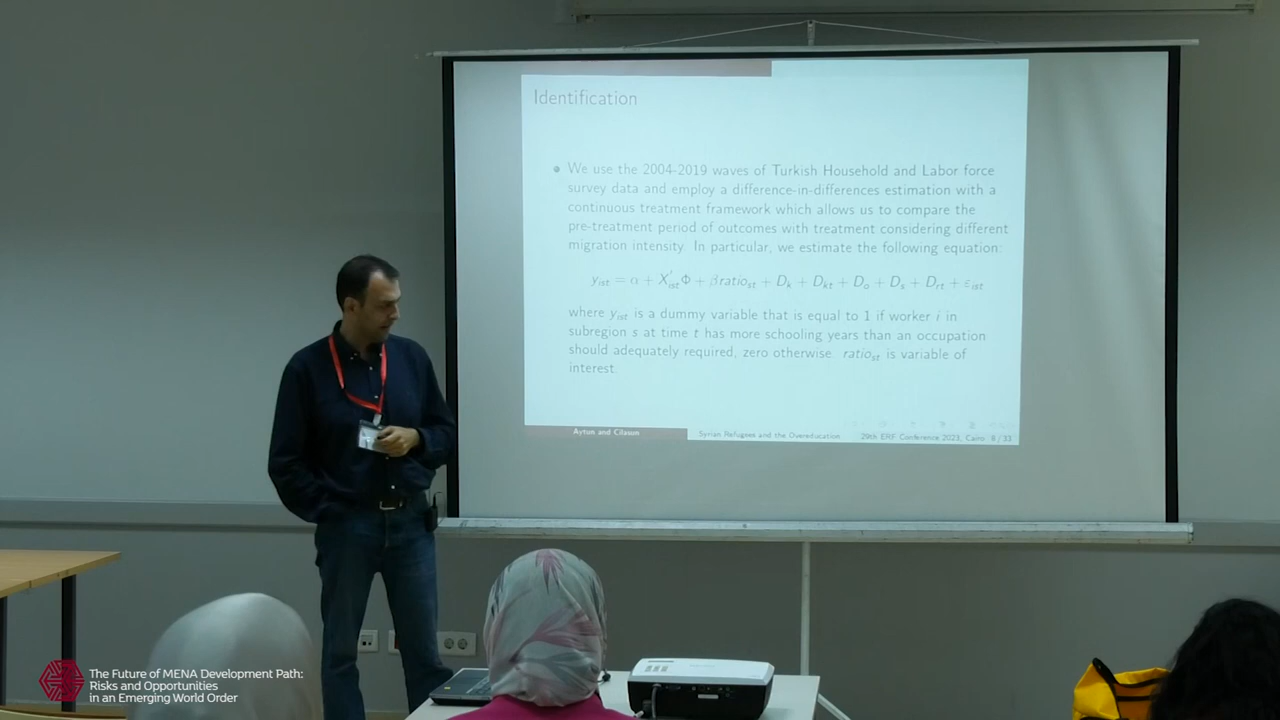 Identification
We use the 2004-2019 waves of Turkish Household and Labor force
survey data and employ a difference-in-differences estimation with a
continuous treatment framework which allows us to compare the
pre-treatment period of outcomes with treatment considering different
migration intensity. In particular, we estimate the following equation:
y_ist = α + X'_ist Φ + βratio_st + D_k + D_kt + D_o + D_s + D_rt + ε_ist
where y_ist is a dummy variable that is equal to 1 if worker i in
subregion s at time t has more schooling years than an occupation
should adequately required, zero otherwise. ratio_st is variable of
interest.
Aytun and Cilasun Syrian Refugees and the Overeducation 29th ERF Conference 2023, Cairo 8 / 33
The Future of MENA Development Path:
Risks and Opportunities
in an Emerging World Order